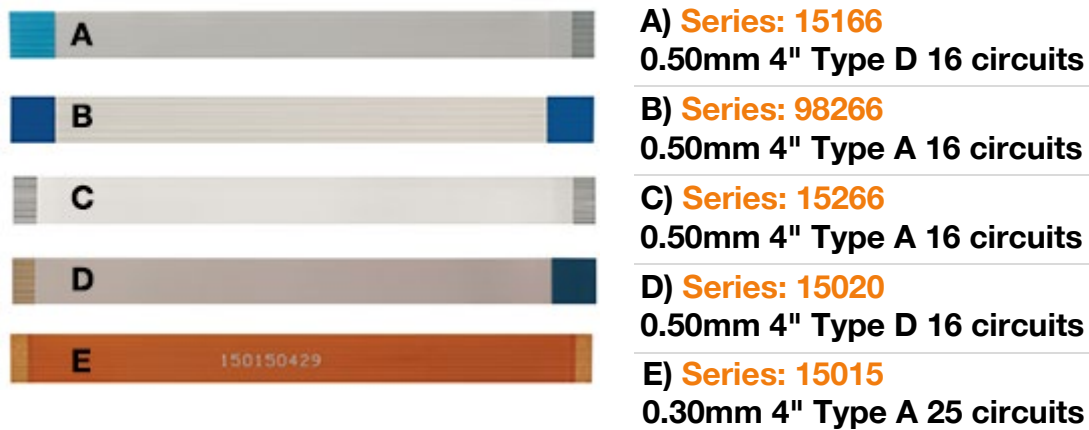 A
A) Series: 15166
0.50mm 4" Type D 16 circuits
B
B) Series: 98266
0.50mm 4" Type A 16 circuits
C
C) Series: 15266
0.50mm 4" Type A 16 circuits
D
D) Series: 15020
0.50mm 4" Type D 16 circuits
E 150150429
E) Series: 15015
0.30mm 4" Type A 25 circuits